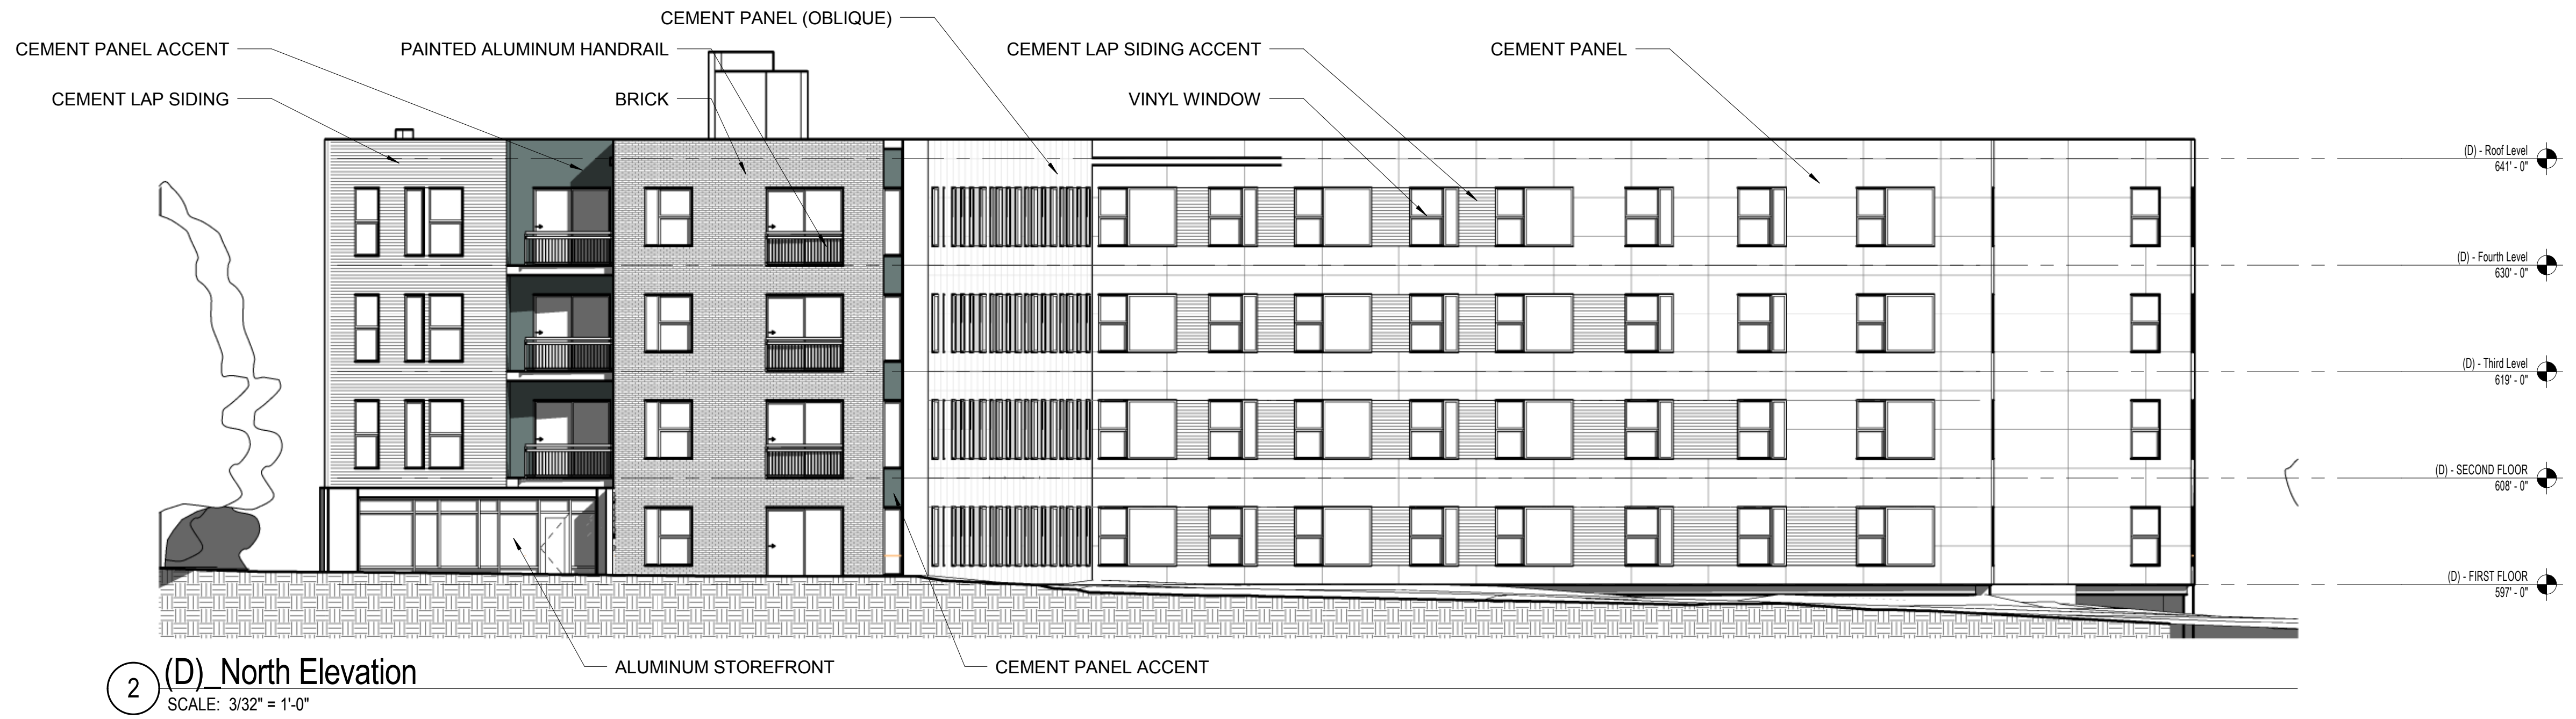 CEMENT PANEL (OBLIQUE)
CEMENT PANEL ACCENT
PAINTED ALUMINUM HANDRAIL
CEMENT LAP SIDING ACCENT
CEMENT PANEL
CEMENT LAP SIDING
BRICK
VINYL WINDOW
(D) - Roof Level
641' - 0"
(D) - Fourth Level
630' - 0"
(D) - Third Level
619' - 0"
(D) - SECOND FLOOR
608' - 0"
(D) - FIRST FLOOR
597' - 0"
ALUMINUM STOREFRONT
CEMENT PANEL ACCENT
2
(D)_North Elevation
SCALE: 3/32" = 1'-0"